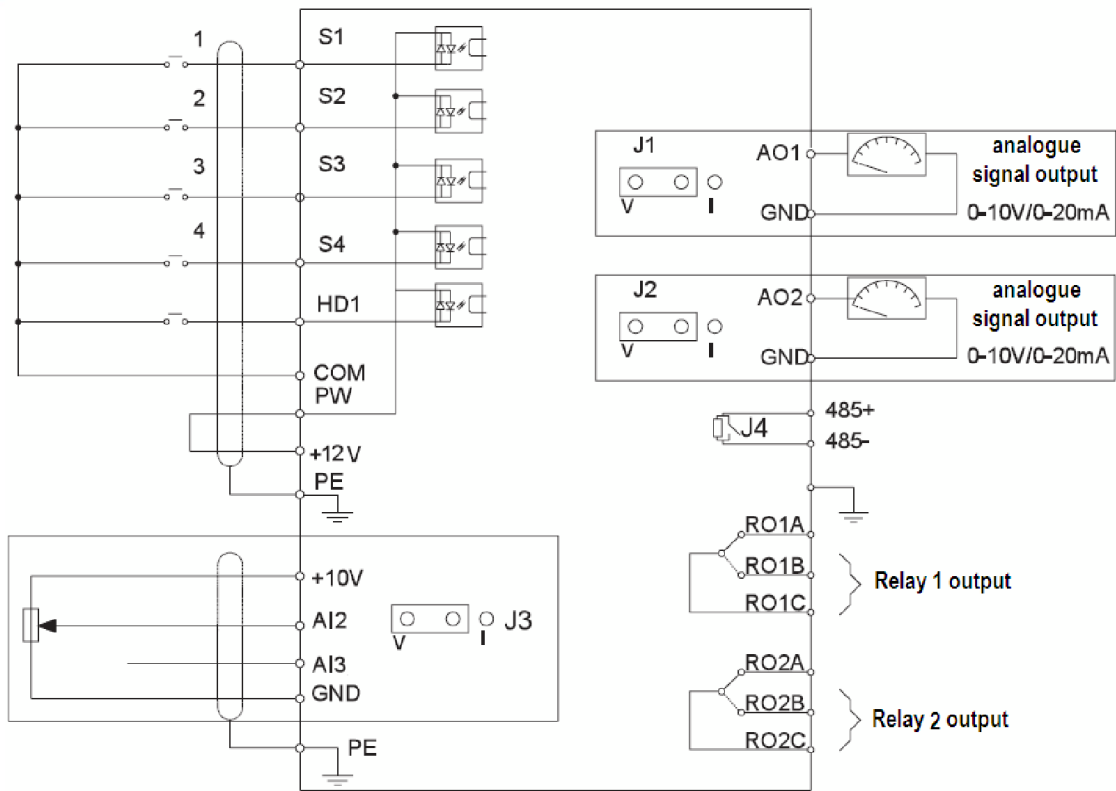 1
S1
2
S2
3
S3
4
S4
HD1
COM
PW
+12V
PE
+10V
AI2
AI3
GND
V
I
J3
PE
J1
V
I
AO1
GND
analogue
signal output
0-10V/0-20mA
J2
V
I
AO2
GND
analogue
signal output
0-10V/0-20mA
J4
485+
485-
RO1A
RO1B
RO1C
Relay 1 output
RO2A
RO2B
RO2C
Relay 2 output